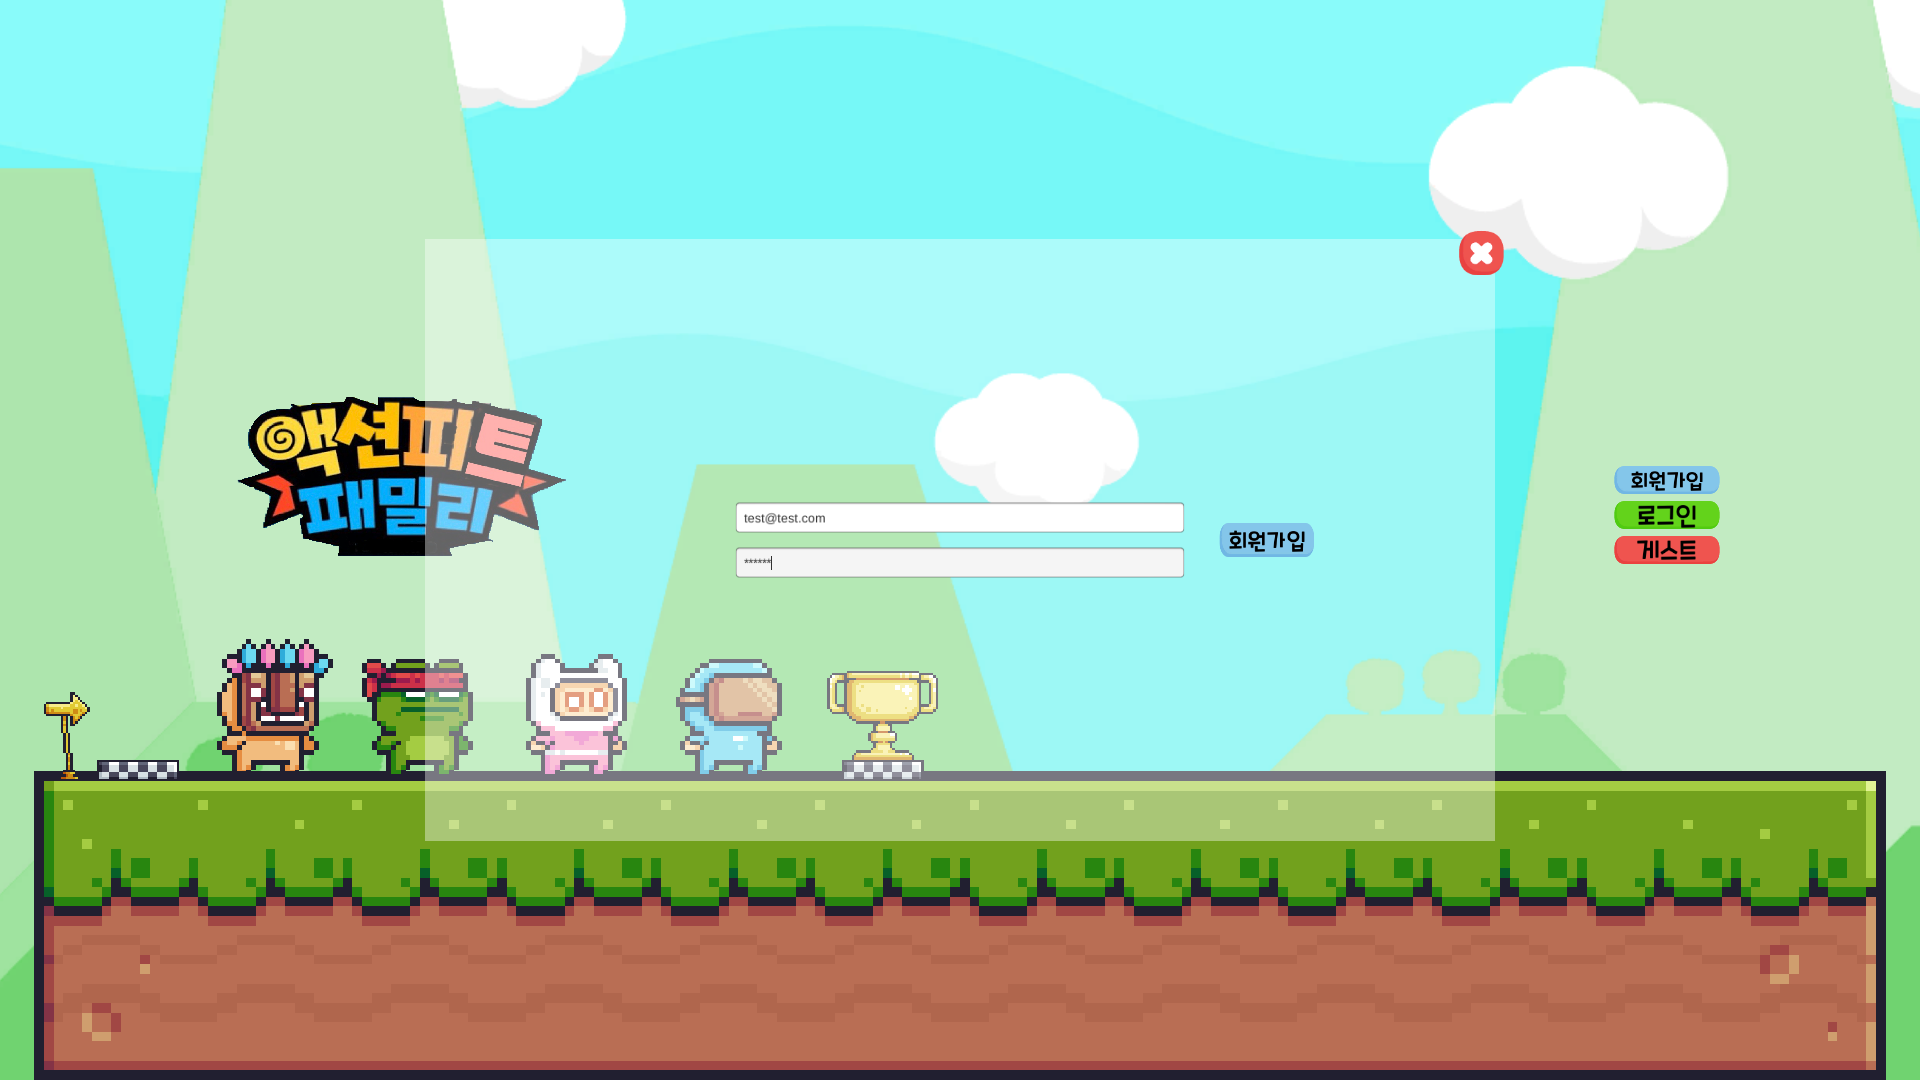 액션피트
패밀리
test@test.com
******
회원가입
회원가입
로그인
게스트